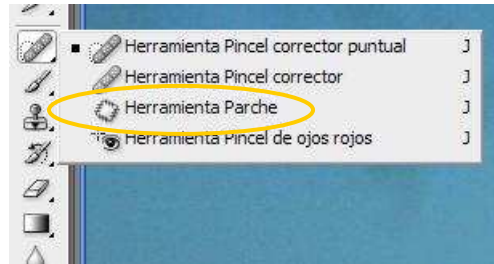 Herramienta Pincel corrector puntual J
Herramienta Pincel corrector J
Herramienta Parche J
Herramienta Pincel de ojos rojos J